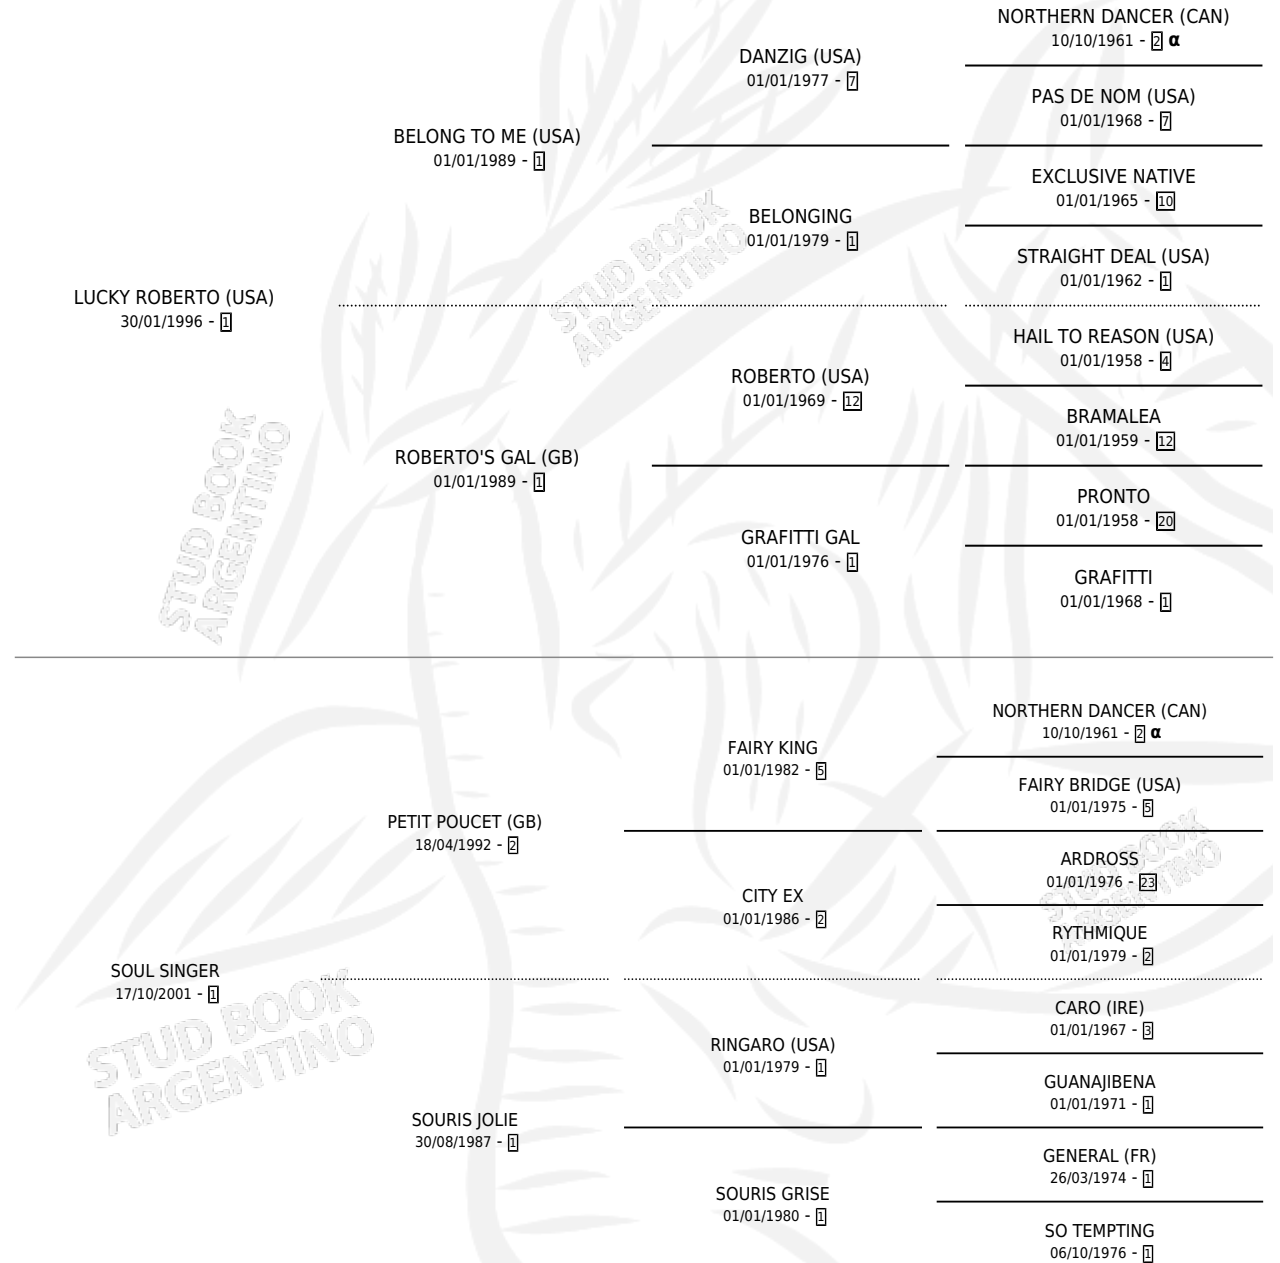 NORTHERN DANCER (CAN)
10/10/1961 - 2 α
DANZIG (USA)
01/01/1977 - 7
PAS DE NOM (USA)
01/01/1968 - 7
BELONG TO ME (USA)
01/01/1989 - 1
EXCLUSIVE NATIVE
01/01/1965 - 10
BELONGING
01/01/1979 - 1
STRAIGHT DEAL (USA)
01/01/1962 - 1
STUD BOOK
ARGENTINO
LUCKY ROBERTO (USA)
30/01/1996 - 1
HAIL TO REASON (USA)
01/01/1958 - 4
ROBERTO (USA)
01/01/1969 - 12
BRAMALEA
01/01/1959 - 12
ROBERTO'S GAL (GB)
01/01/1989 - 1
PRONTO
01/01/1958 - 20
GRAFITTI GAL
01/01/1976 - 1
GRAFITTI
01/01/1968 - 1
STUD BOOK
ARGENTINO
NORTHERN DANCER (CAN)
10/10/1961 - 2 α
FAIRY KING
01/01/1982 - 5
FAIRY BRIDGE (USA)
01/01/1975 - 5
PETIT POUCET (GB)
18/04/1992 - 2
ARDROSS
01/01/1976 - 23
CITY EX
01/01/1986 - 2
RYTHMIQUE
01/01/1979 - 2
STUD BOOK
ARGENTINO
SOUL SINGER
17/10/2001 - 1
CARO (IRE)
01/01/1967 - 3
RINGARO (USA)
01/01/1979 - 1
GUANAJIBENA
01/01/1971 - 1
SOURIS JOLIE
30/08/1987 - 1
GENERAL (FR)
26/03/1974 - 1
SOURIS GRISE
01/01/1980 - 1
SO TEMPTING
06/10/1976 - 1
STUD BOOK
ARGENTINO